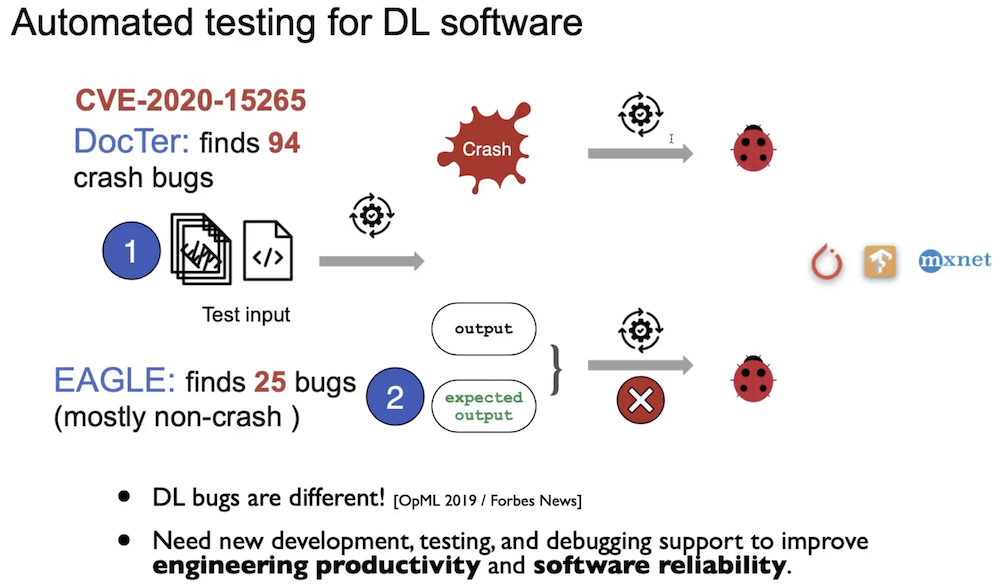 Automated testing for DL software
CVE-2020-15265
DocTer: finds 94
crash bugs
Crash
1
</>
Test input
mxnet
output
EAGLE: finds 25 bugs
(mostly non-crash )
2
expected
output
}
• DL bugs are different! [OpML 2019 / Forbes News]
• Need new development, testing, and debugging support to improve
engineering productivity and software reliability.